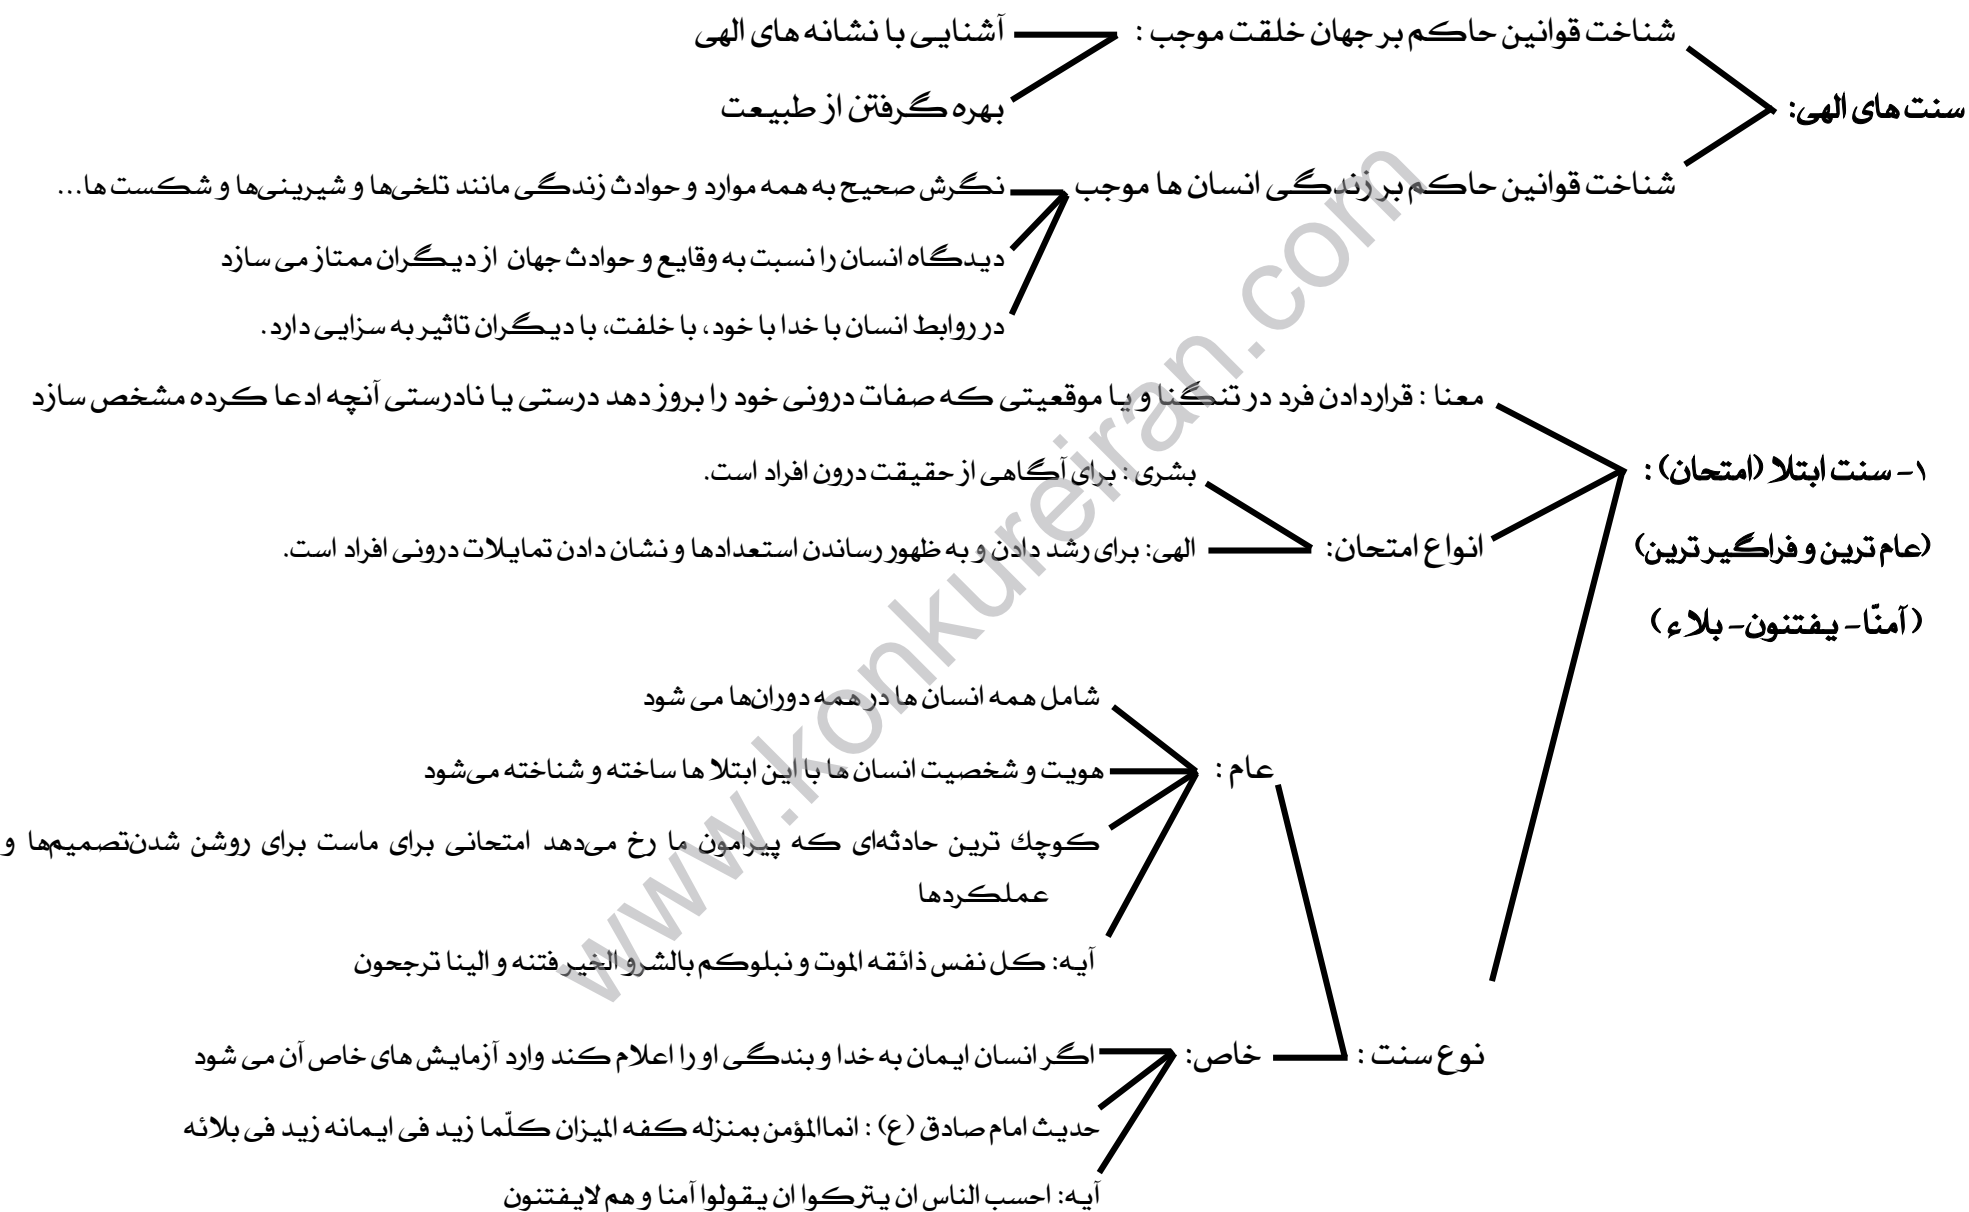 شناخت قوانین حاکم بر جهان خلقت موجب : آشنایی با نشانه های الهی
بهره گرفتن از طبیعت
سنت های الهی:
شناخت قوانین حاکم بر زندگی انسان ها موجب نگرش صحیح به همه موارد و حوادث زندگی مانند تلخی‌ها و شیرینی‌ها و شکست ها...
دیدگاه انسان را نسبت به وقایع و حوادث جهان از دیگران ممتاز می سازد
در روابط انسان با خدا با خود، با خلفت، با دیگران تاثیر به سزایی دارد.
معنا : قراردادن فرد در تنگنا و یا موقعیتی که صفات درونی خود را بروز دهد درستی یا نادرستی آنچه ادعا کرده مشخص سازد
۱- سنت ابتلا (امتحان) :
بشری : برای آگاهی از حقیقت درون افراد است.
(عام ترین و فراگیر ترین)
انواع امتحان: الهی: برای رشد دادن و به ظهور رساندن استعدادها و نشان دادن تمایلات درونی افراد است.
(آمنّا- یفتنون- بلاء)
شامل همه انسان ها در همه دوران‌ها می شود
عام : هویت و شخصیت انسان ها با این ابتلا ها ساخته و شناخته می‌شود
کوچك ترین حادثه‌ای که پیرامون ما رخ می‌دهد امتحانی برای ماست برای روشن شدن‌تصمیم‌ها و
عملکردها
آیه: کل نفس ذائقه الموت و نبلوکم بالشر و الخیر فتنه و الینا ترجحون
نوع سنت : خاص: اگر انسان ایمان به خدا و بندگی او را اعلام کند وارد آزمایش های خاص آن می شود
حدیث امام صادق (ع) : انماالمؤمن بمنزله کفه المیزان کلّما زید فی ایمانه زید فی بلائه
آیه: احسب الناس ان یترکوا ان یقولوا آمنا و هم لایفتنون
www.konkureiran.com